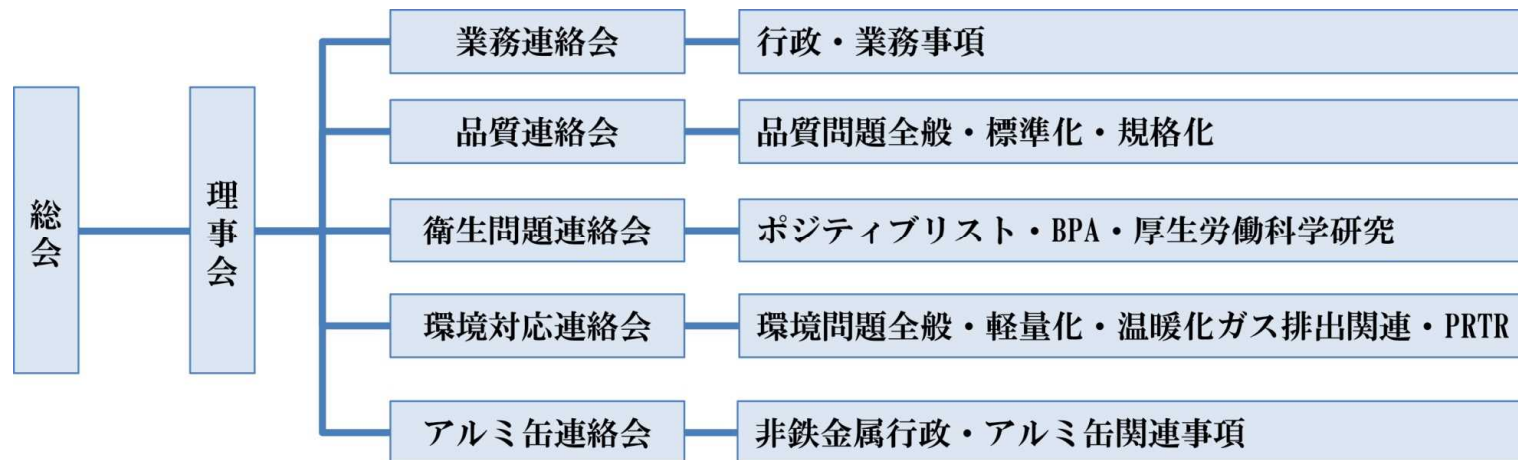 総会
理事会
業務連絡会
行政・業務事項
品質連絡会
品質問題全般・標準化・規格化
衛生問題連絡会
ポジティブリスト・BPA・厚生労働科学研究
環境対応連絡会
環境問題全般・軽量化・温暖化ガス排出関連・PRTR
アルミ缶連絡会
非鉄金属行政・アルミ缶関連事項